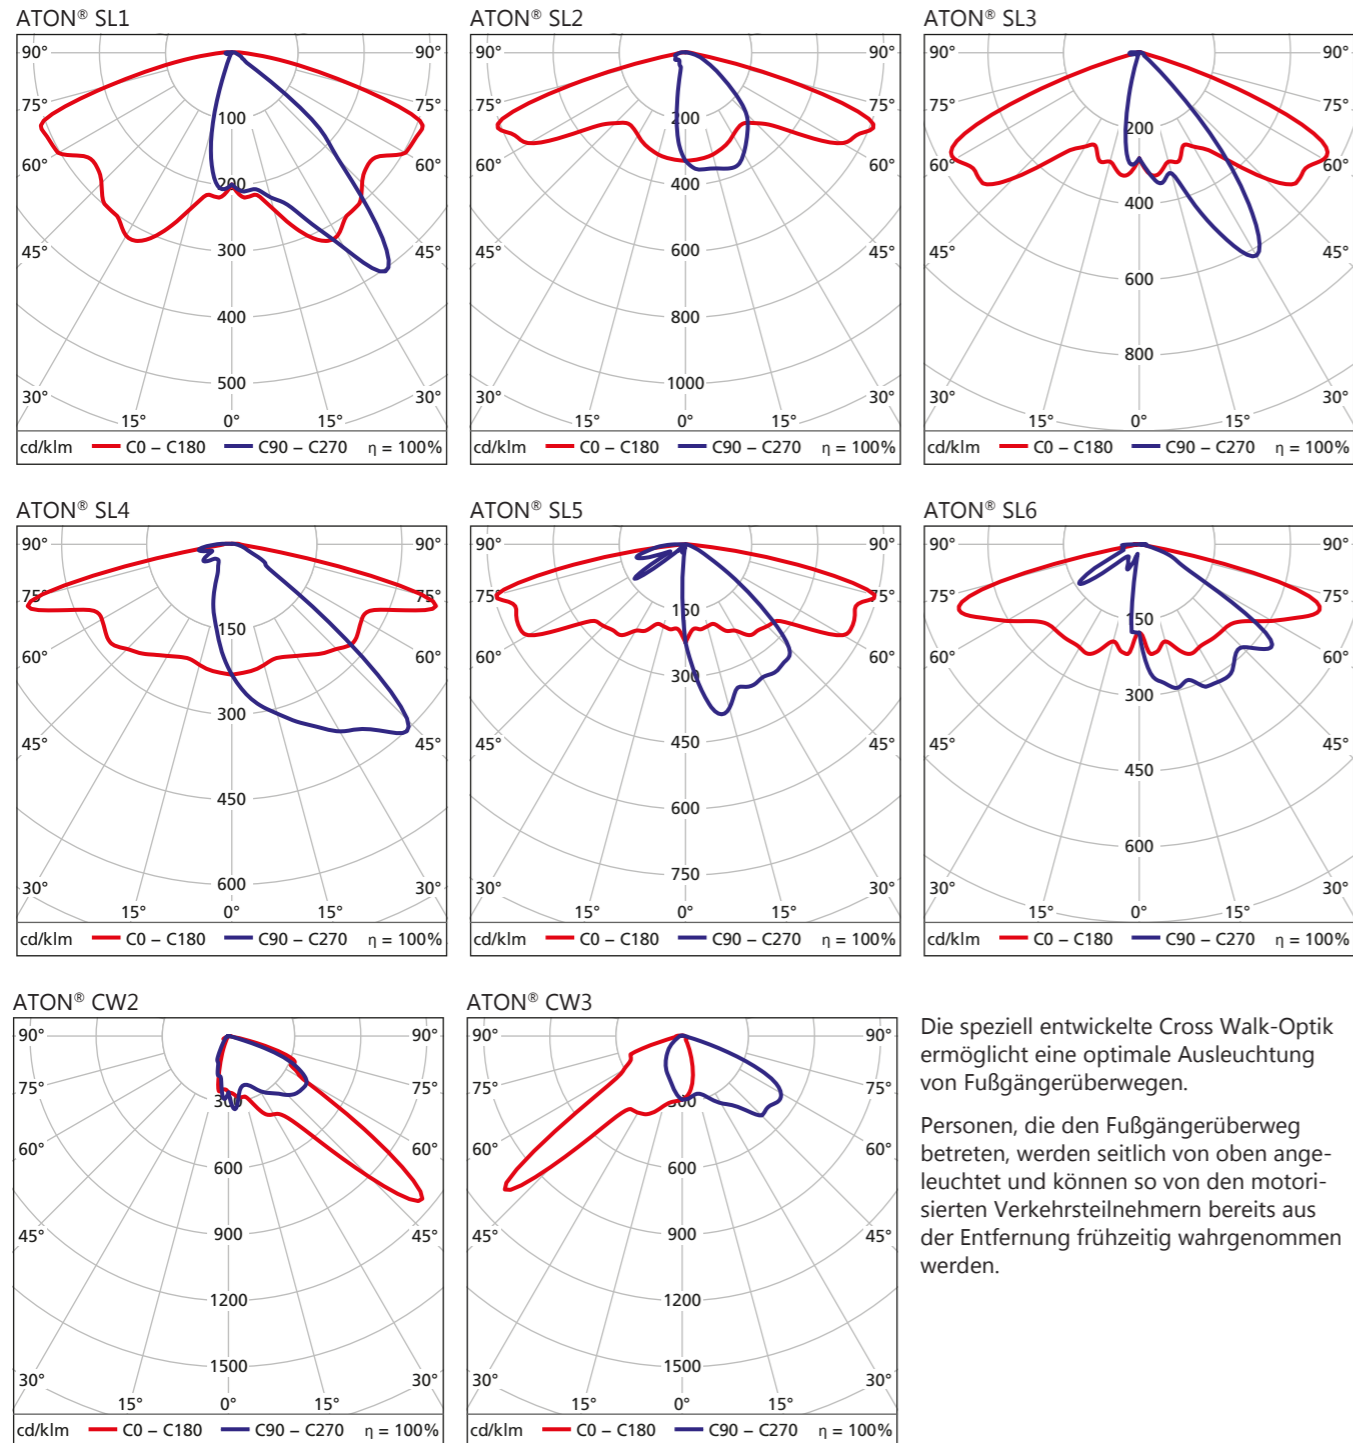 ATON® SL1
90° 90°
75° 75°
60° 60°
45° 45°
30° 30°
15° 0° 15°
100
200
300
400
500
cd/klm C0 – C180 C90 – C270 η = 100%
ATON® SL2
90° 90°
75° 75°
60° 60°
45° 45°
30° 30°
15° 0° 15°
200
400
600
800
1000
cd/klm C0 – C180 C90 – C270 η = 100%
ATON® SL3
90° 90°
75° 75°
60° 60°
45° 45°
30° 30°
15° 0° 15°
200
400
600
800
cd/klm C0 – C180 C90 – C270 η = 100%
ATON® SL4
90° 90°
75° 75°
60° 60°
45° 45°
30° 30°
15° 0° 15°
150
300
450
600
cd/klm C0 – C180 C90 – C270 η = 100%
ATON® SL5
90° 90°
75° 75°
60° 60°
45° 45°
30° 30°
15° 0° 15°
150
300
450
600
750
cd/klm C0 – C180 C90 – C270 η = 100%
ATON® SL6
90° 90°
75° 75°
60° 60°
45° 45°
30° 30°
15° 0° 15°
150
300
450
600
cd/klm C0 – C180 C90 – C270 η = 100%
ATON® CW2
90° 90°
75° 75°
60° 60°
45° 45°
30° 30°
15° 0° 15°
300
600
900
1200
1500
cd/klm C0 – C180 C90 – C270 η = 100%
ATON® CW3
90° 90°
75° 75°
60° 60°
45° 45°
30° 30°
15° 0° 15°
300
600
900
1200
1500
cd/klm C0 – C180 C90 – C270 η = 100%
Die speziell entwickelte Cross Walk-Optik
ermöglicht eine optimale Ausleuchtung
von Fußgängerüberwegen.
Personen, die den Fußgängerüberweg
betreten, werden seitlich von oben ange-
leuchtet und können so von den motori-
sierten Verkehrsteilnehmern bereits aus
der Entfernung frühzeitig wahrgenommen
werden.